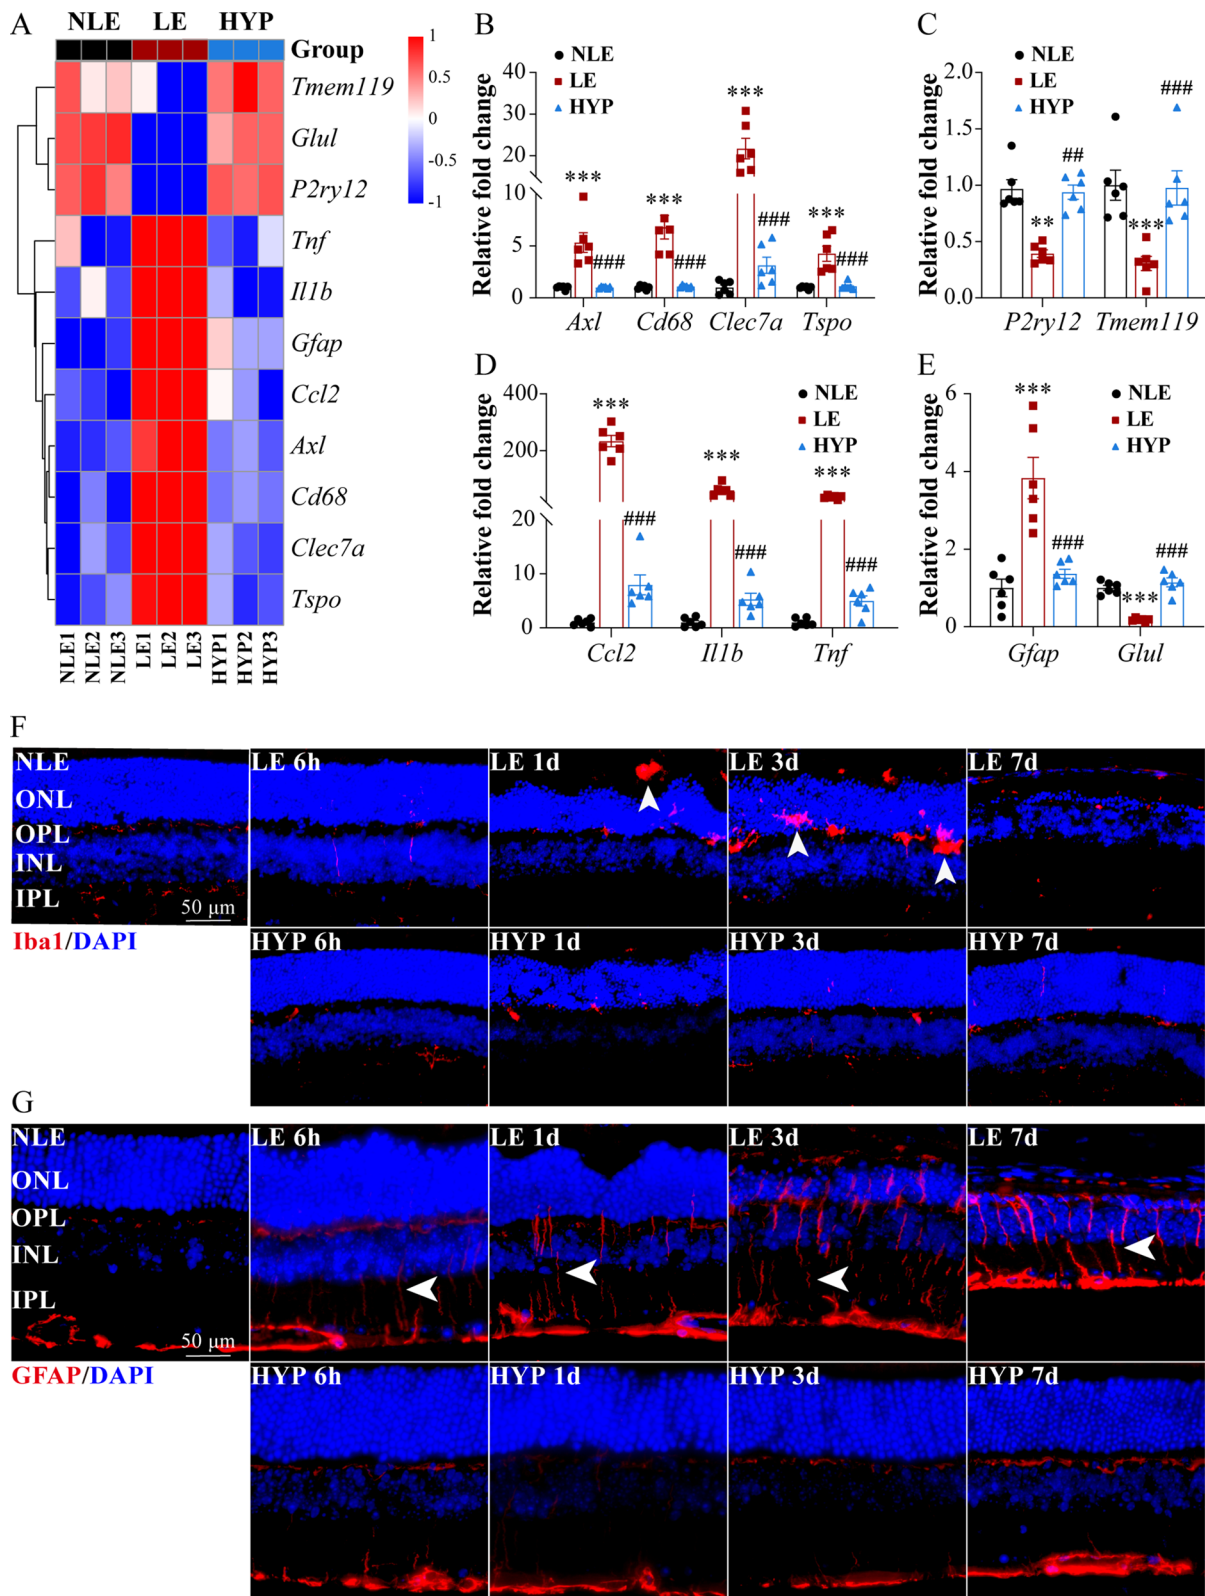 A
NLE LE HYP
Group
Tmem119
Glul
P2ry12
Tnf
Il1b
Gfap
Ccl2
Axl
Cd68
Clec7a
Tspo
NLE1 NLE2 NLE3 LE1 LE2 LE3 HYP1 HYP2 HYP3
1
0.5
0
-0.5
-1
B
NLE
LE
HYP
Relative fold change
40
30
20
10
5
0
*** *** *** ***
### ### ### ###
Axl Cd68 Clec7a Tspo
C
NLE
LE
HYP
Relative fold change
2.0
1.5
1.0
0.5
0.0
** ## *** ###
P2ry12 Tmem119
D
NLE
LE
HYP
Relative fold change
400
200
20
10
0
*** *** ***
### ### ###
Ccl2 Il1b Tnf
E
NLE
LE
HYP
Relative fold change
6
4
2
0
*** ### *** ###
Gfap Glul
F
NLE LE 6h LE 1d LE 3d LE 7d
ONL
OPL
INL
IPL
50 μm
Iba1/DAPI
HYP 6h HYP 1d HYP 3d HYP 7d
G
NLE LE 6h LE 1d LE 3d LE 7d
ONL
OPL
INL
IPL
50 μm
GFAP/DAPI
HYP 6h HYP 1d HYP 3d HYP 7d